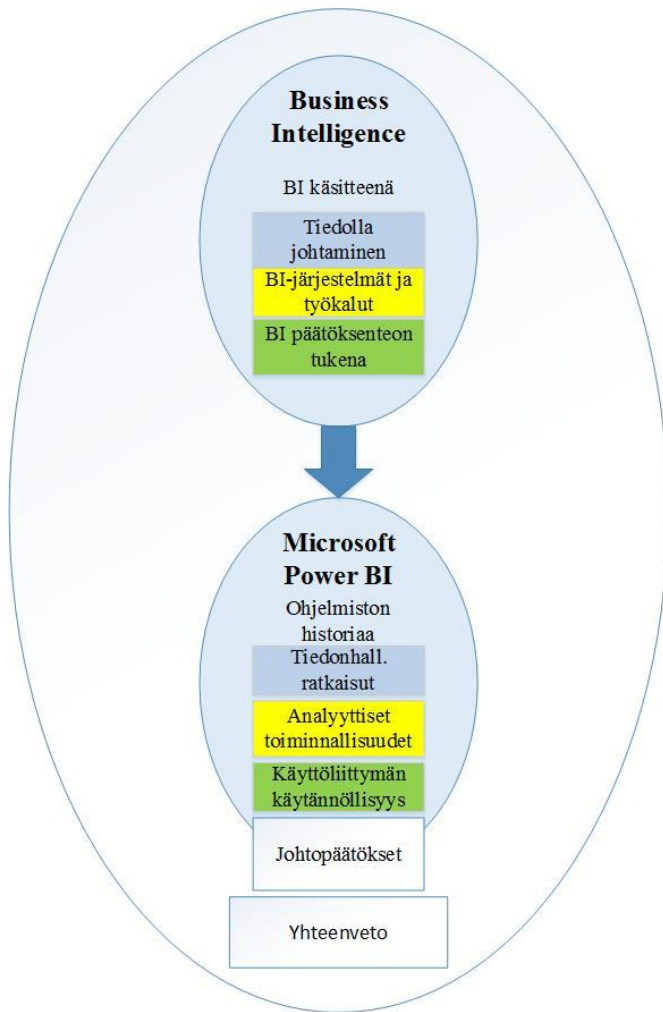 Business
Intelligence
BI käsitteenä
Tiedolla
johtaminen
BI-järjestelmät ja
työkalut
BI päätöksenteon
tukena
Microsoft
Power BI
Ohjelmiston
historiaa
Tiedonhall.
ratkaisut
Analyyttiset
toiminnallisuudet
Käyttöliittymän
käytännöllisyys
Johtopäätökset
Yhteenveto